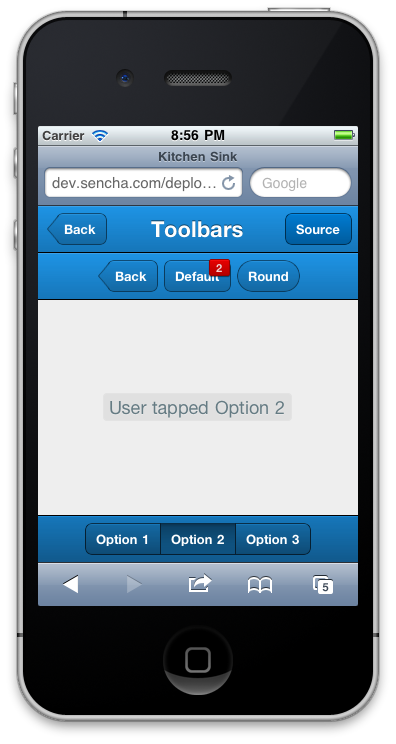 Carrier 8:56 PM
Kitchen Sink
dev.sencha.com/deplo... Google
Back Toolbars Source
Back Default 2 Round
User tapped Option 2
Option 1 Option 2 Option 3
5